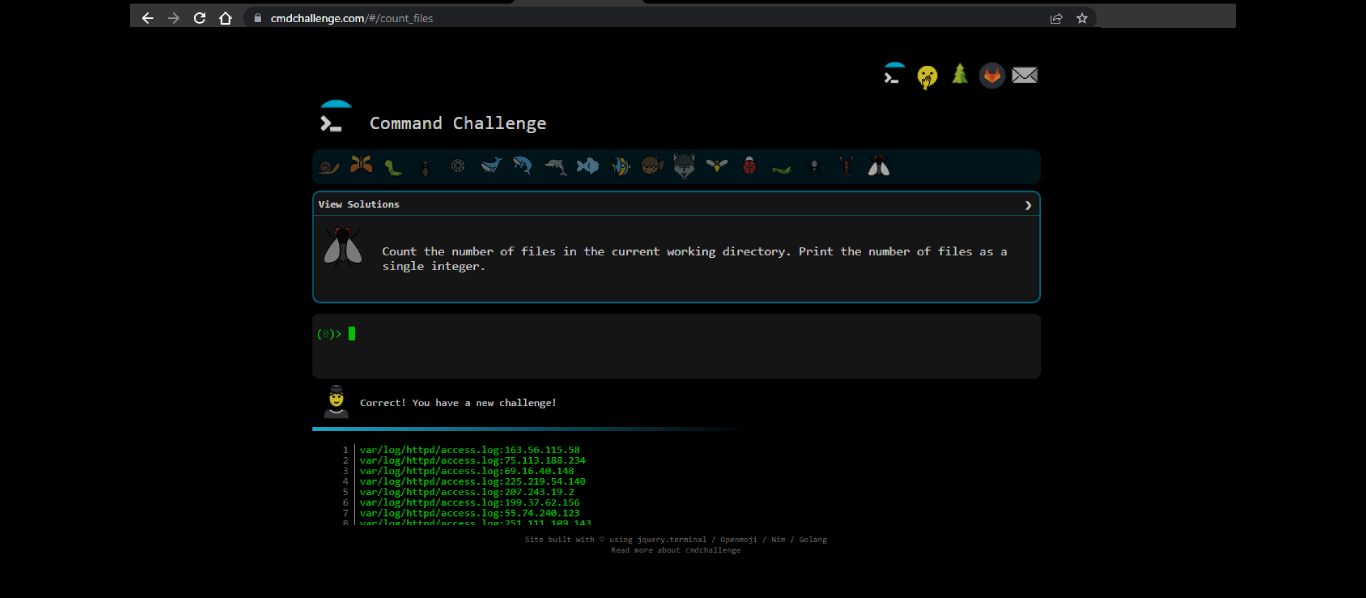 cmdchallenge.com/#/count_files
Command Challenge
View Solutions
Count the number of files in the current working directory. Print the number of files as a
single integer.
(0)>
Correct! You have a new challenge!
1 var/log/httpd/access.log:163.56.115.58
2 var/log/httpd/access.log:75.113.188.234
3 var/log/httpd/access.log:69.16.40.148
4 var/log/httpd/access.log:225.219.54.140
5 var/log/httpd/access.log:207.243.19.2
6 var/log/httpd/access.log:199.37.62.156
7 var/log/httpd/access.log:55.74.240.123
8 var/log/httpd/access.log:251.111.109.143
Site built with ♡ using jquery.terminal / Openmoji / Nim / Golang
Read more about cmdchallenge